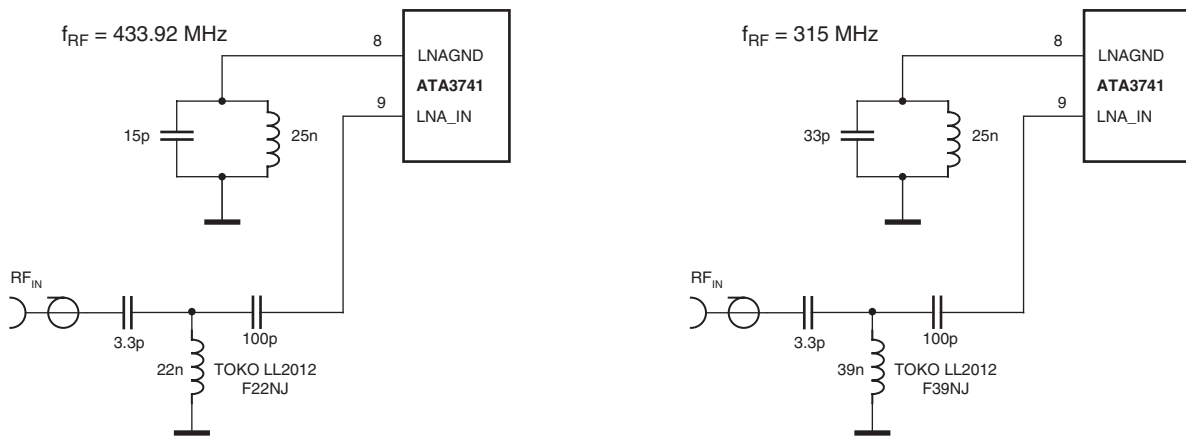 f_RF = 433.92 MHz
8
LNAGND
ATA3741
9
LNA_IN
15p
25n
RF_IN
3.3p
100p
22n
TOKO LL2012
F22NJ
f_RF = 315 MHz
8
LNAGND
ATA3741
9
LNA_IN
33p
25n
RF_IN
3.3p
100p
39n
TOKO LL2012
F39NJ